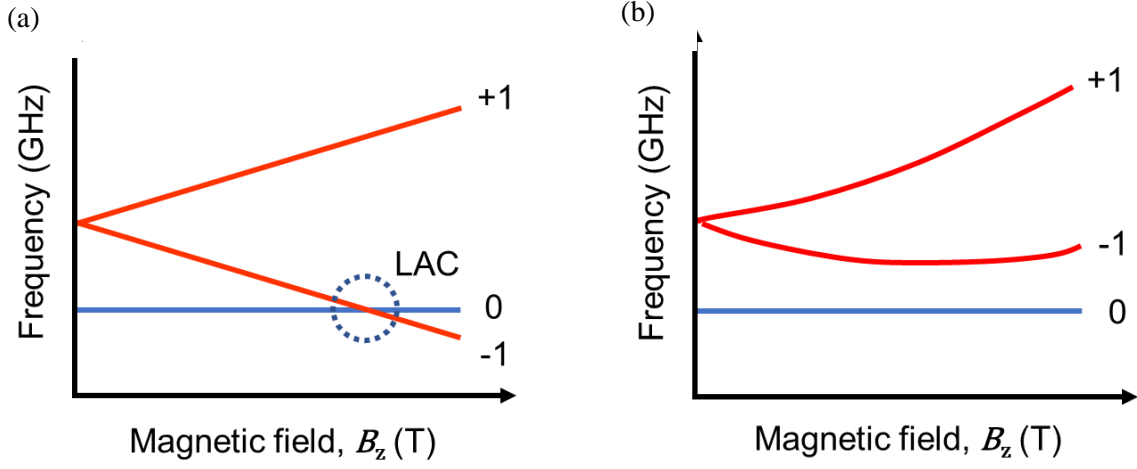 (a)
Frequency (GHz)
+1
LAC
0
-1
Magnetic field, Bz (T)
(b)
Frequency (GHz)
+1
-1
0
Magnetic field, Bz (T)